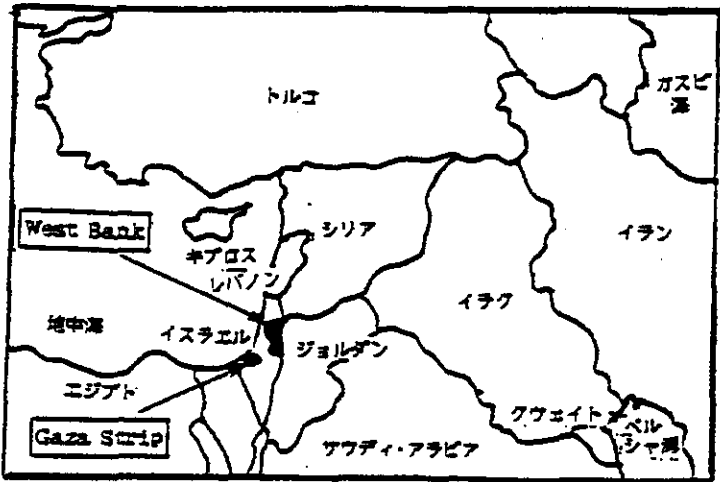 トルコ
カスピ
海
West Bank
シリア
イラン
キプロス
レバノン
イラク
地中海
イスラエル
ジョルダン
エジプト
クウェイト
ペル
シャ湾
Gaza Strip
サウディ・アラビア